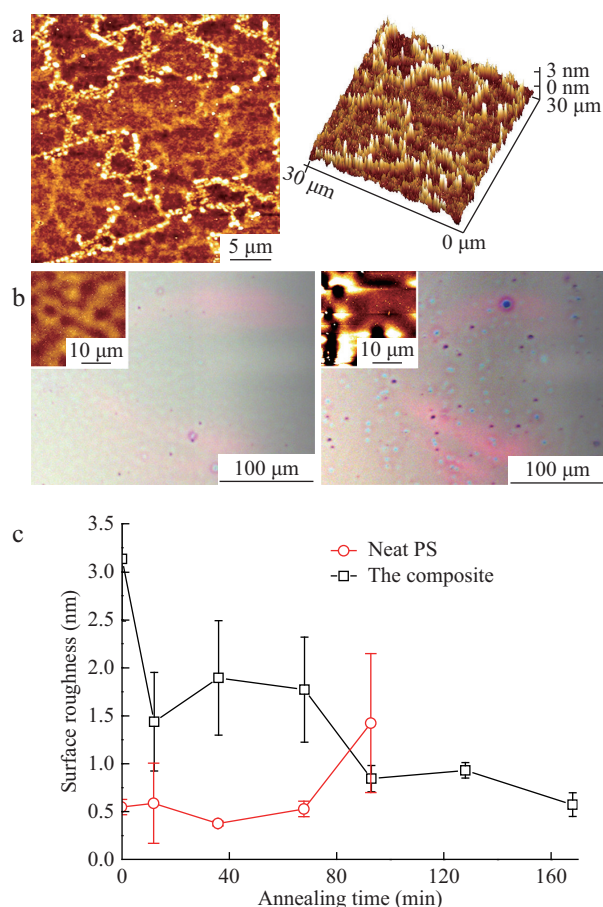 a
5 μm
3 nm
0 nm
30 μm
30 μm
0 μm
b
10 μm
100 μm
10 μm
100 μm
c
Neat PS
The composite
Surface roughness (nm)
3.5
3.0
2.5
2.0
1.5
1.0
0.5
0.0
0
40
80
120
160
Annealing time (min)